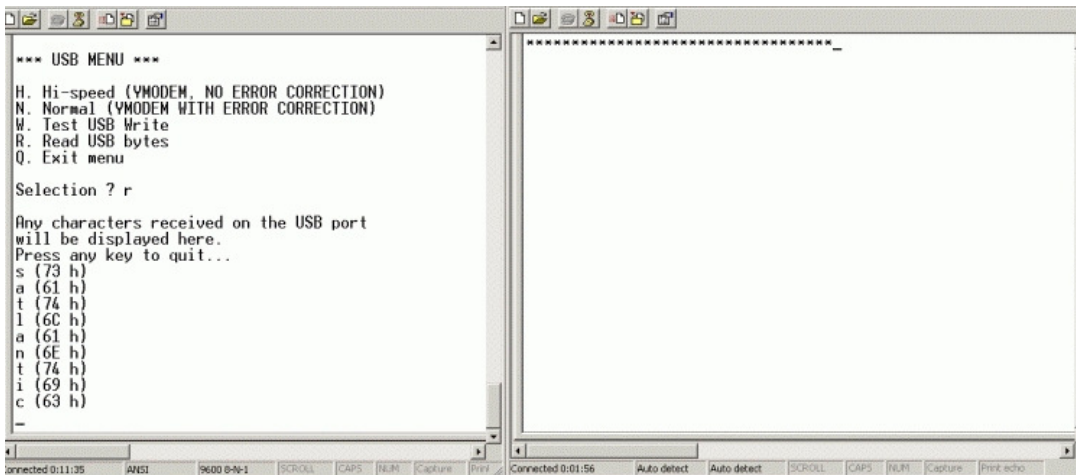 *** USB MENU ***
H. Hi-speed (YMODEM, NO ERROR CORRECTION)
N. Normal (YMODEM WITH ERROR CORRECTION)
W. Test USB Write
R. Read USB bytes
Q. Exit menu
Selection ? r
Any characters received on the USB port
will be displayed here.
Press any key to quit...
s (73 h)
a (61 h)
t (74 h)
l (6C h)
a (61 h)
n (6E h)
t (74 h)
i (69 h)
c (63 h)
_
onnected 0:11:35 ANSI 9600 8-N-1 SCROLL CAPS NUM Capture Prin
**********************************_
Connected 0:01:56 Auto detect Auto detect SCROLL CAPS NUM Capture Print echo